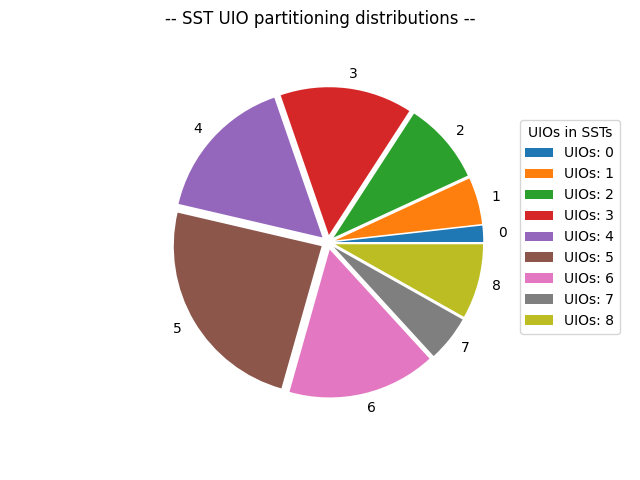 -- SST UIO partitioning distributions --
3
4
2
1
0
5
8
7
6
UIOs in SSTs
UIOs: 0
UIOs: 1
UIOs: 2
UIOs: 3
UIOs: 4
UIOs: 5
UIOs: 6
UIOs: 7
UIOs: 8